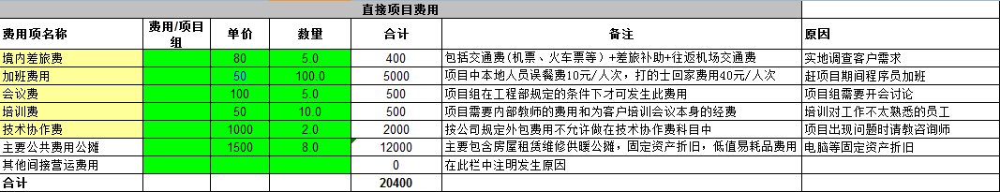 直接项目费用
费用项名称 费用/项目组 单价 数量 合计 备注 原因
境内差旅费 80 5.0 400 包括交通费(机票、火车票等）+差旅补助+往返机场交通费 实地调查客户需求
加班费用 50 100.0 5000 项目中本地人员误餐费10元/人次，打的士回家费用40元/人次 赶项目期间程序员加班
会议费 100 5.0 500 项目组在工程部规定的条件下才可发生此费用 项目组需要开会讨论
培训费 50 10.0 500 项目需要内部教师的费用和为客户培训会议本身的经费 培训对工作不太熟悉的员工
技术协作费 1000 2.0 2000 按公司规定外包费用不允许做在技术协作费科目中 项目出现问题时请教咨询师
主要公共费用公摊 1500 8.0 12000 主要包含房屋租赁维修供暖公摊，固定资产折旧，低值易耗品费用 电脑等固定资产折旧
其他间接营运费用 0 在此栏中注明发生原因
合计 20400